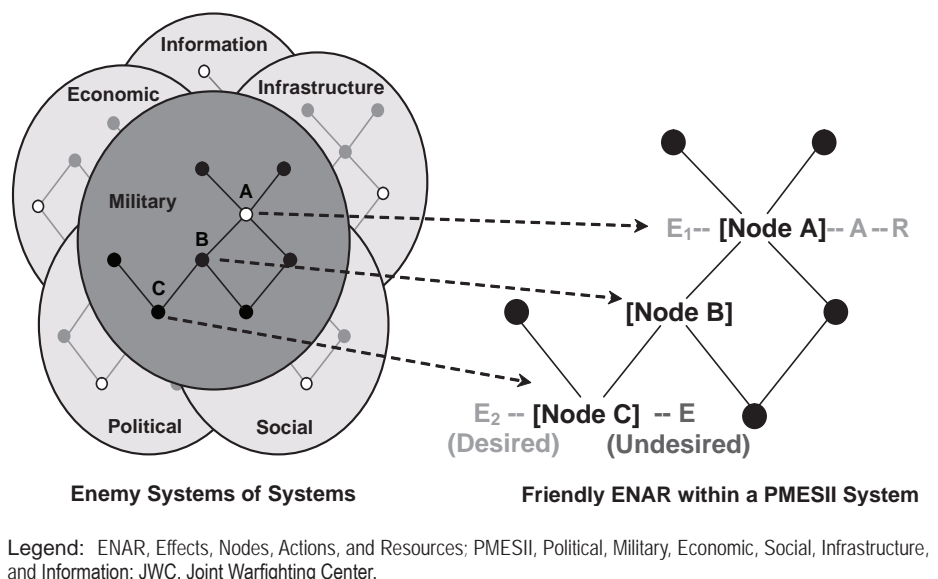 Information
Economic
Infrastructure
Military
A
B
C
Political
Social
E1-- [Node A]-- A -- R
[Node B]
E2 -- [Node C] -- E
(Desired) (Undesired)
Enemy Systems of Systems
Friendly ENAR within a PMESII System
Legend: ENAR, Effects, Nodes, Actions, and Resources; PMESII, Political, Military, Economic, Social, Infrastructure,
and Information; JWC, Joint Warfighting Center.